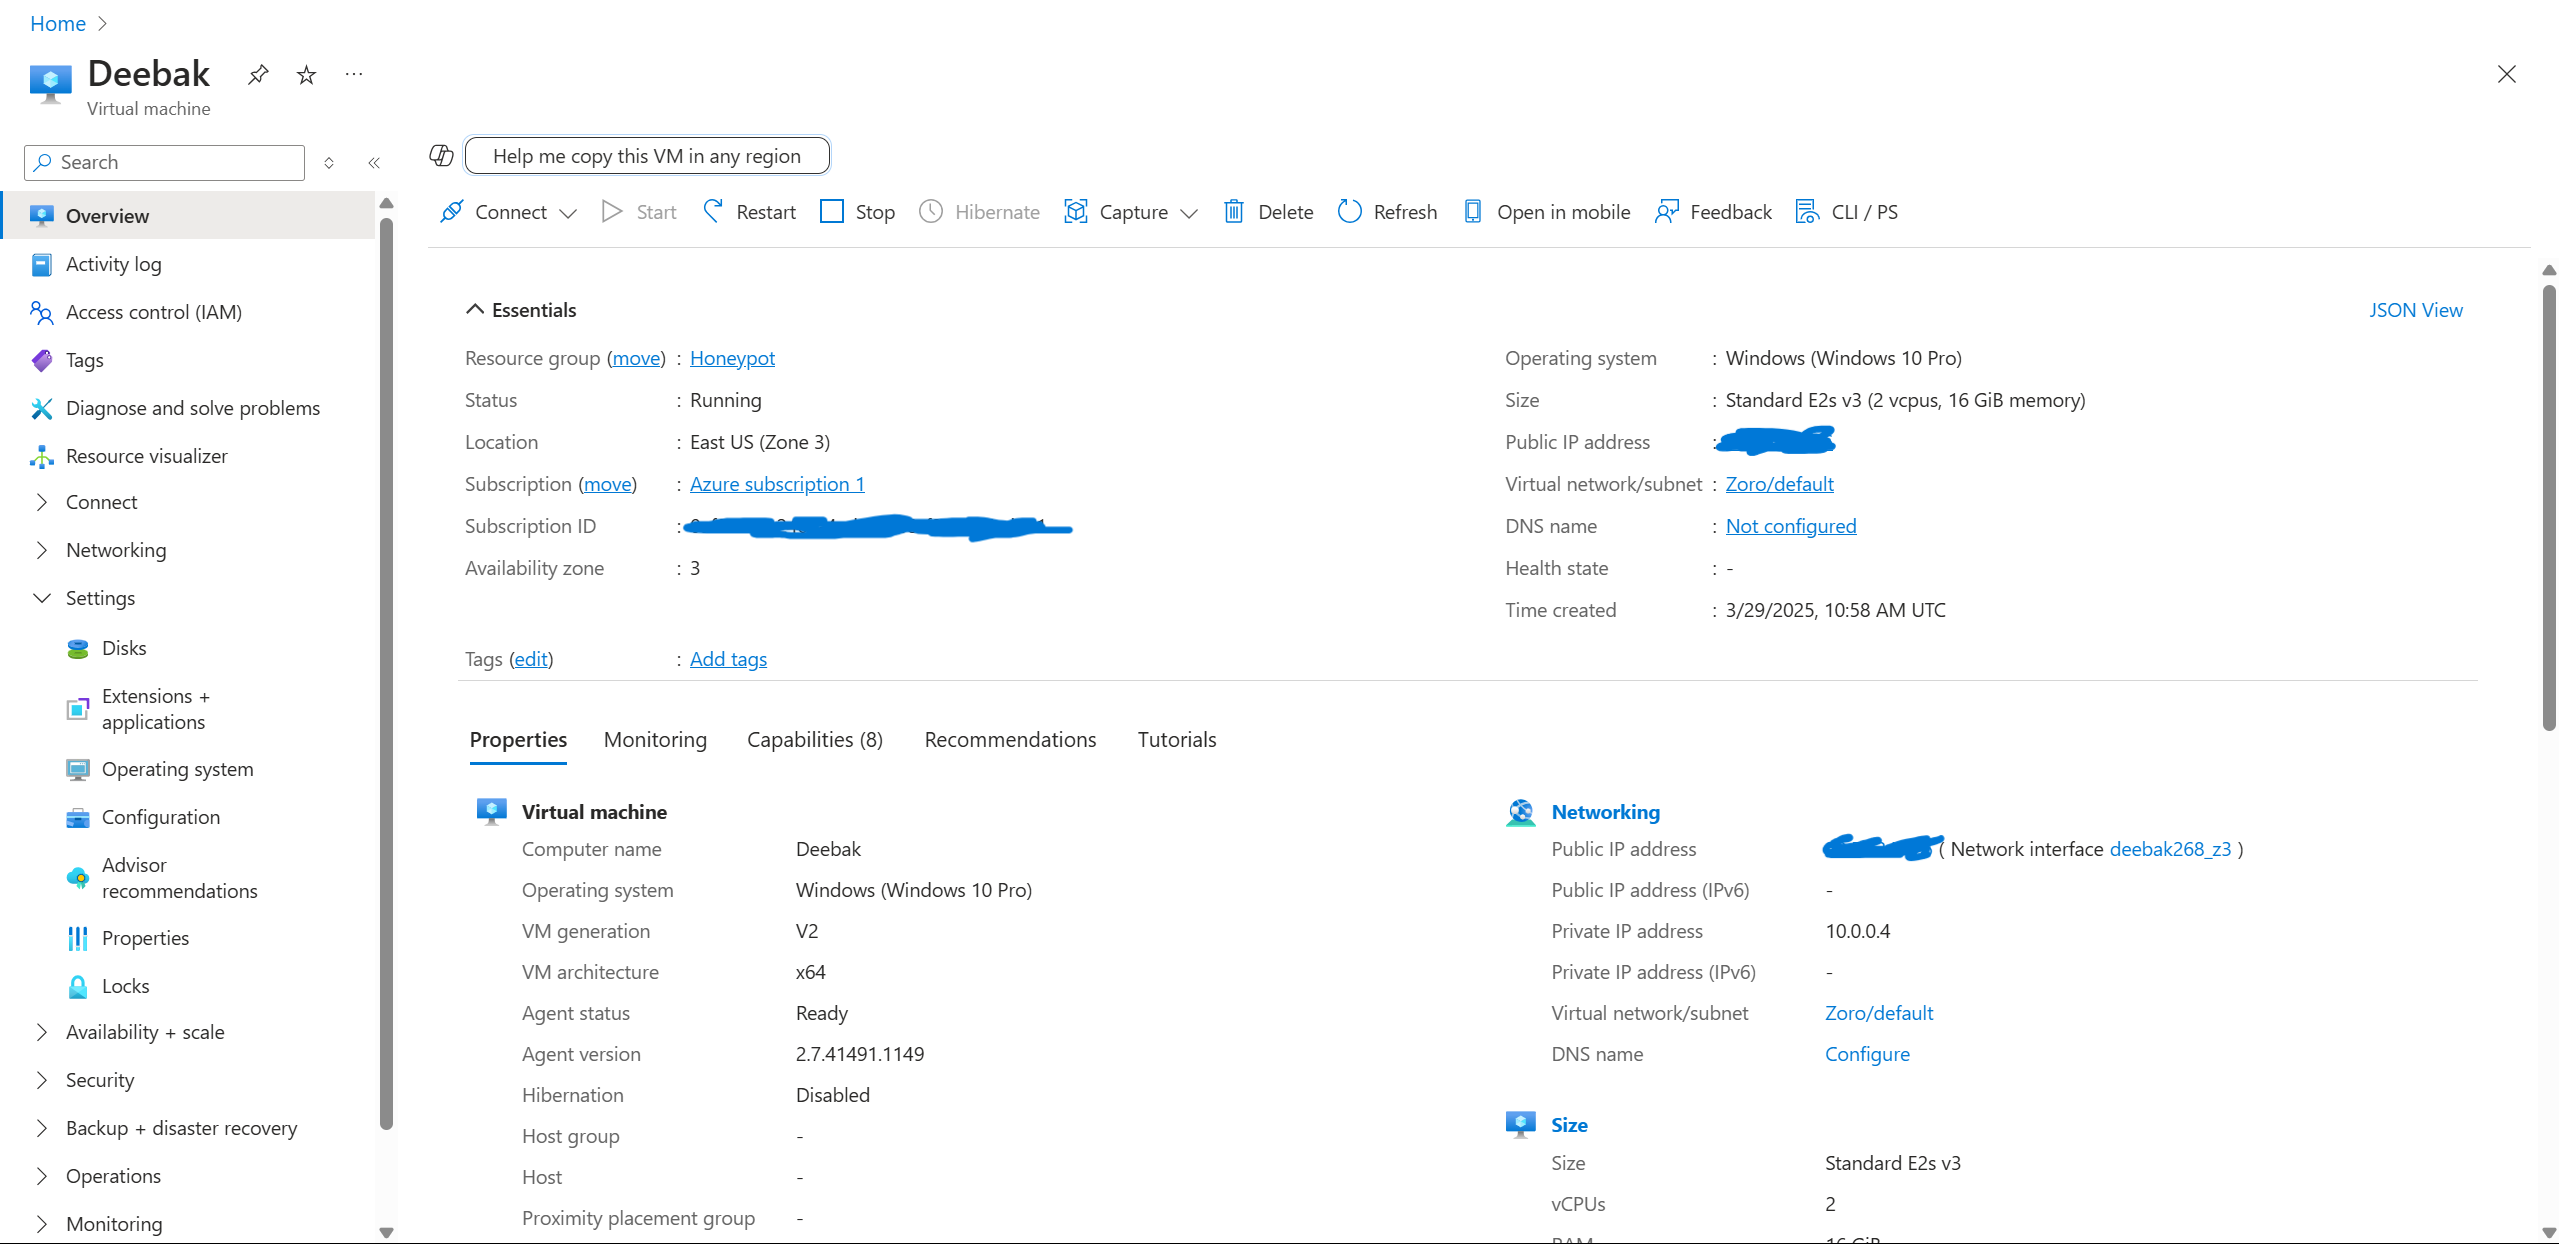 Home
Deebak
Virtual machine
Search
Help me copy this VM in any region
Connect Start Restart Stop Hibernate Capture Delete Refresh Open in mobile Feedback CLI / PS
Overview
Activity log
Access control (IAM)
Tags
Diagnose and solve problems
Resource visualizer
Connect
Networking
Settings
Disks
Extensions +
applications
Operating system
Configuration
Advisor
recommendations
Properties
Locks
Availability + scale
Security
Backup + disaster recovery
Operations
Monitoring
Essentials
JSON View
Resource group (move) : Honeypot
Status : Running
Location : East US (Zone 3)
Subscription (move) : Azure subscription 1
Subscription ID :
Availability zone : 3
Operating system : Windows (Windows 10 Pro)
Size : Standard E2s v3 (2 vcpus, 16 GiB memory)
Public IP address :
Virtual network/subnet : Zoro/default
DNS name : Not configured
Health state : -
Time created : 3/29/2025, 10:58 AM UTC
Tags (edit) : Add tags
Properties Monitoring Capabilities (8) Recommendations Tutorials
Virtual machine
Computer name Deebak
Operating system Windows (Windows 10 Pro)
VM generation V2
VM architecture x64
Agent status Ready
Agent version 2.7.41491.1149
Hibernation Disabled
Host group -
Host -
Proximity placement group -
Networking
Public IP address ( Network interface deebak268_z3 )
Public IP address (IPv6) -
Private IP address 10.0.0.4
Private IP address (IPv6) -
Virtual network/subnet Zoro/default
DNS name Configure
Size
Size Standard E2s v3
vCPUs 2
RAM 16 GiB